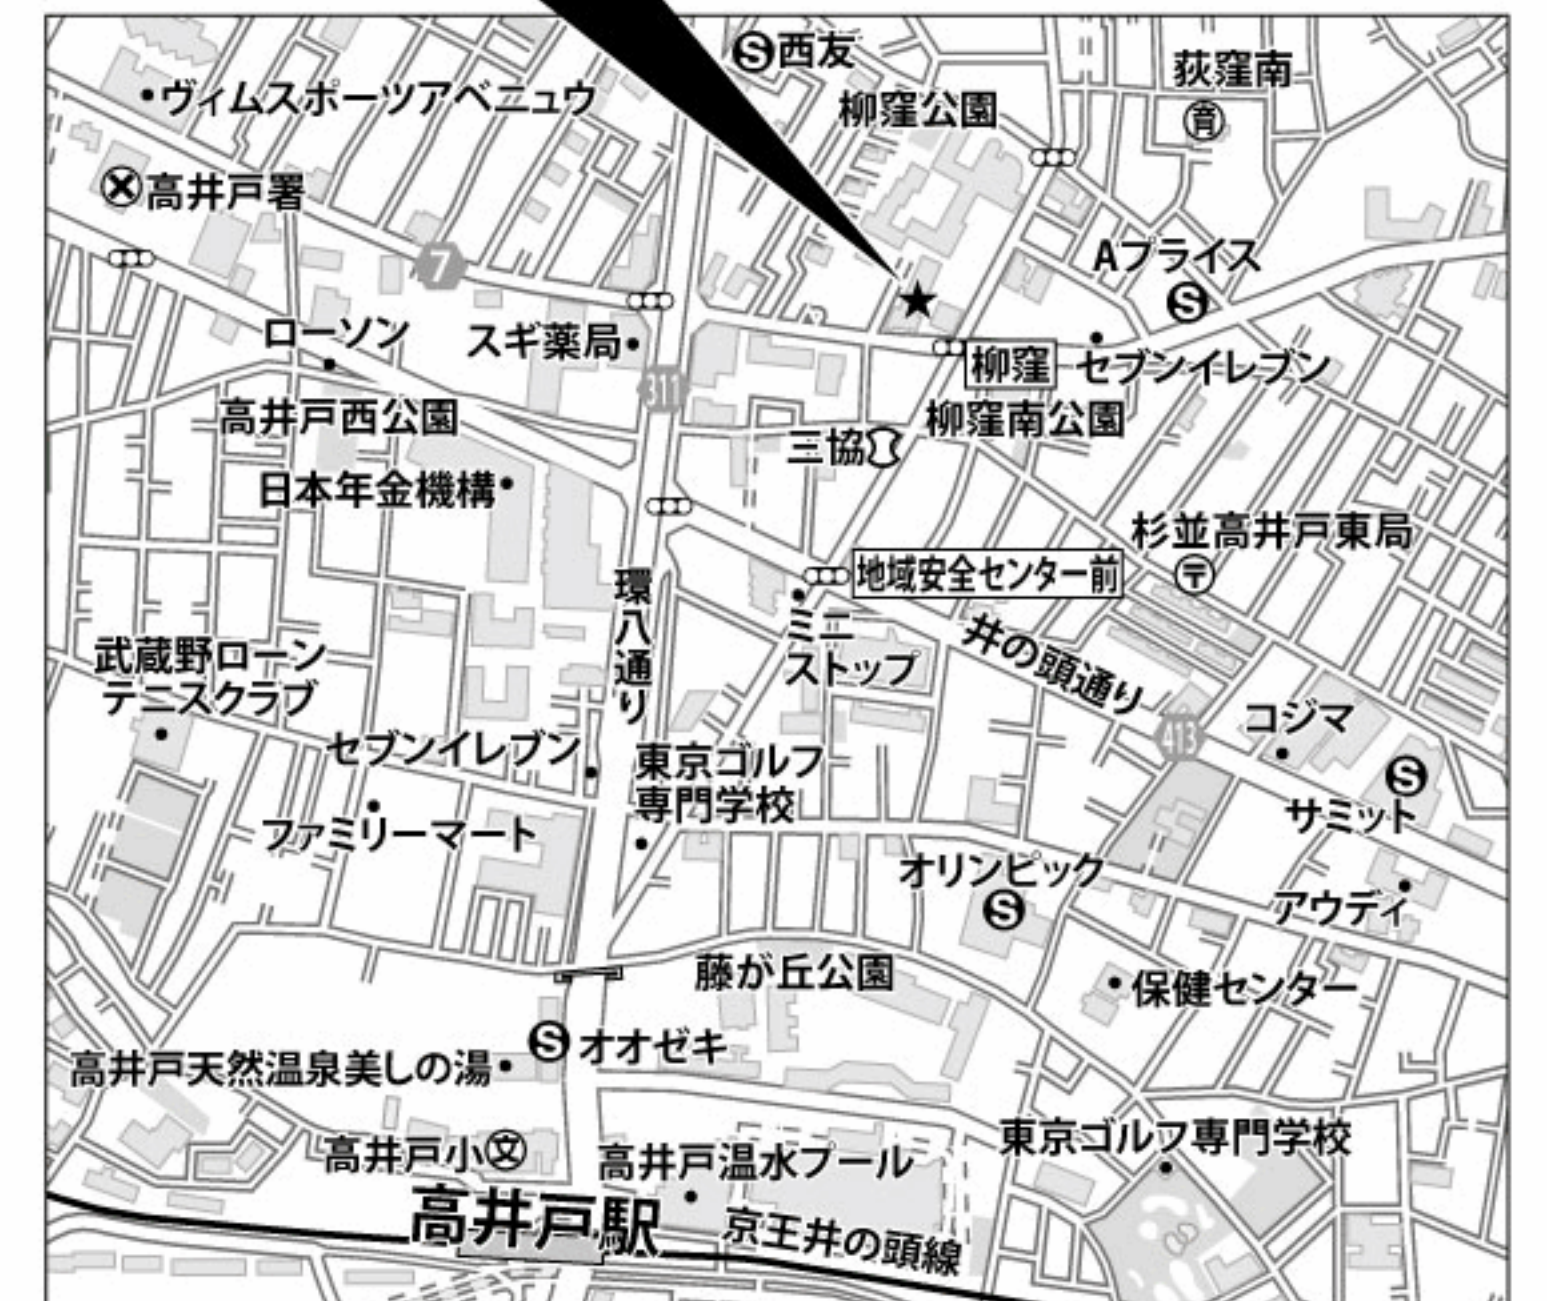 Ⓢ西友
荻窪南
・ヴィムスポーツアベニュウ
柳窪公園
育
高井戸署
Aプライス
7
Ⓢ
★
ローソン
スギ薬局・
柳窪
セブンイレブン
311
高井戸西公園
柳窪南公園
三協
日本年金機構・
杉並高井戸東局
〒
地域安全センター前
環八通り
ミニ
ストップ
井の頭通り
武蔵野ローン
テニスクラブ
コジマ
413
セブンイレブン
東京ゴルフ
専門学校
Ⓢ
サミット
ファミリーマート
オリンピック
Ⓢ
アウディ
藤が丘公園
・保健センター
Ⓢオオゼキ
高井戸天然温泉美しの湯・
東京ゴルフ専門学校
高井戸小文
高井戸温水プール
高井戸駅
京王井の頭線